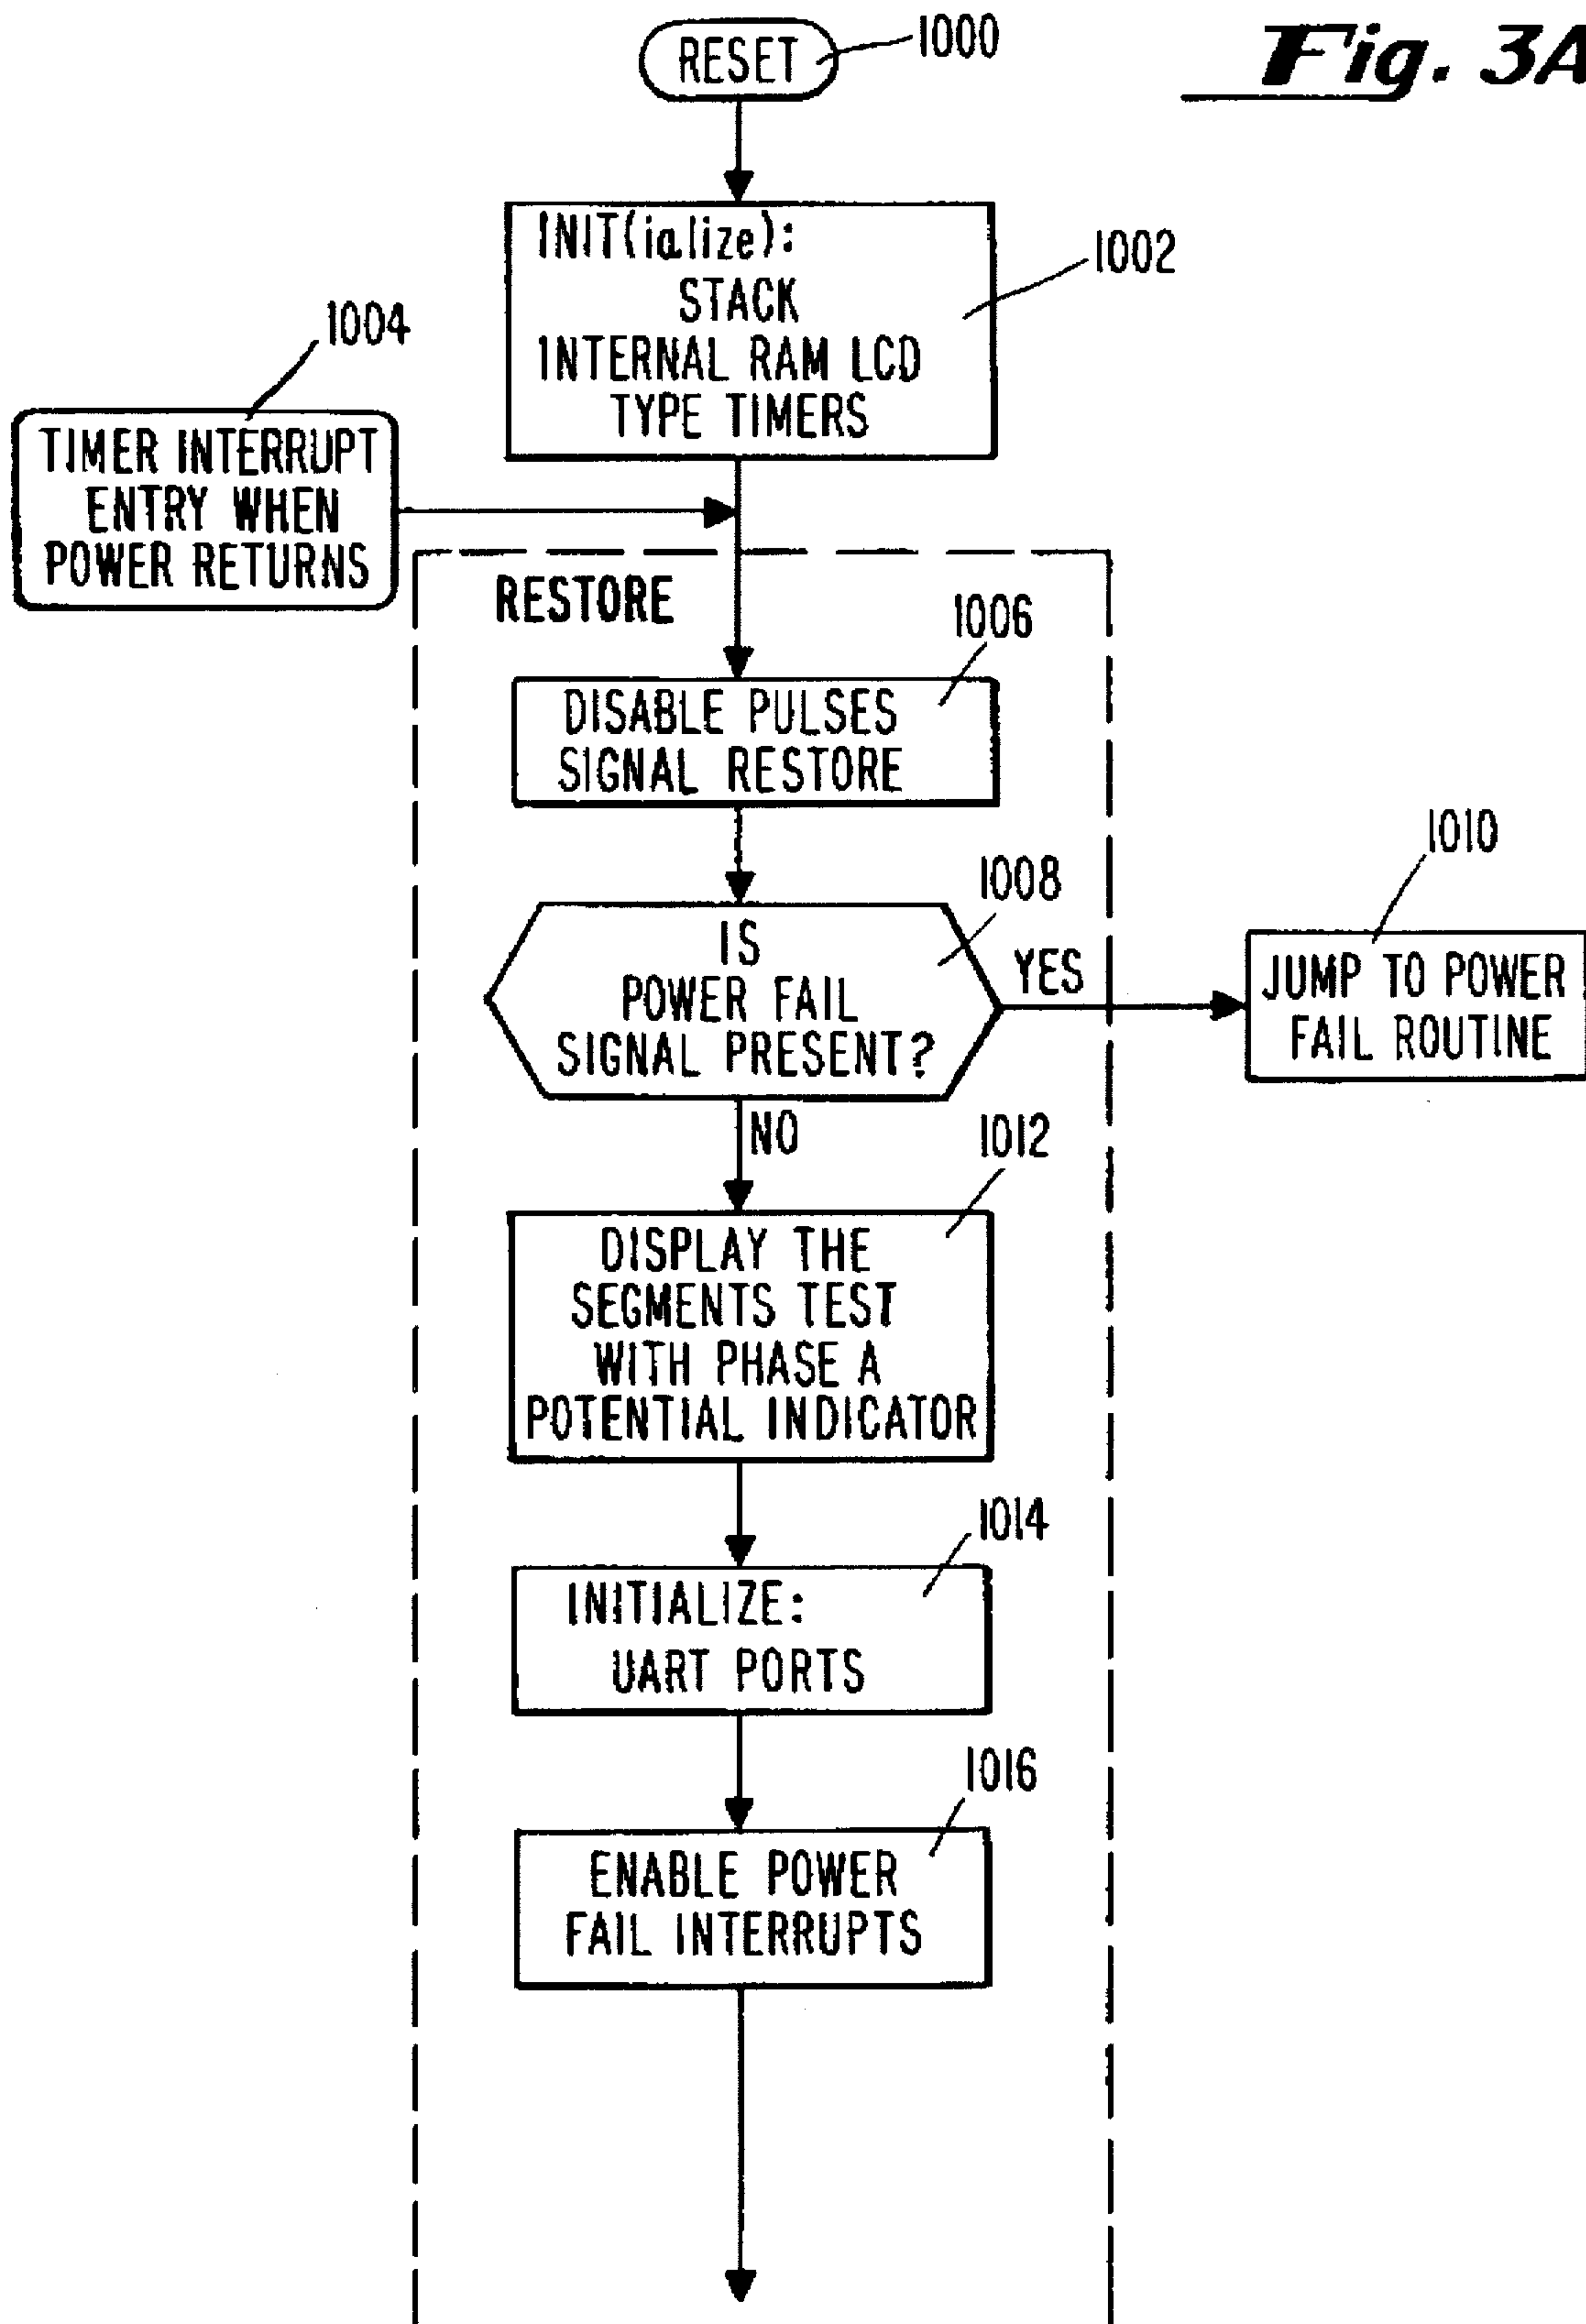 Fig. 3A
RESET
1000
INIT(ialize):
STACK
INTERNAL RAM LCD
TYPE TIMERS
1002
1004
TIMER INTERRUPT
ENTRY WHEN
POWER RETURNS
RESTORE
1006
DISABLE PULSES
SIGNAL RESTORE
1008
IS
POWER FAIL
SIGNAL PRESENT?
YES
1010
JUMP TO POWER
FAIL ROUTINE
NO
1012
DISPLAY THE
SEGMENTS TEST
WITH PHASE A
POTENTIAL INDICATOR
1014
INITIALIZE:
UART PORTS
1016
ENABLE POWER
FAIL INTERRUPTS